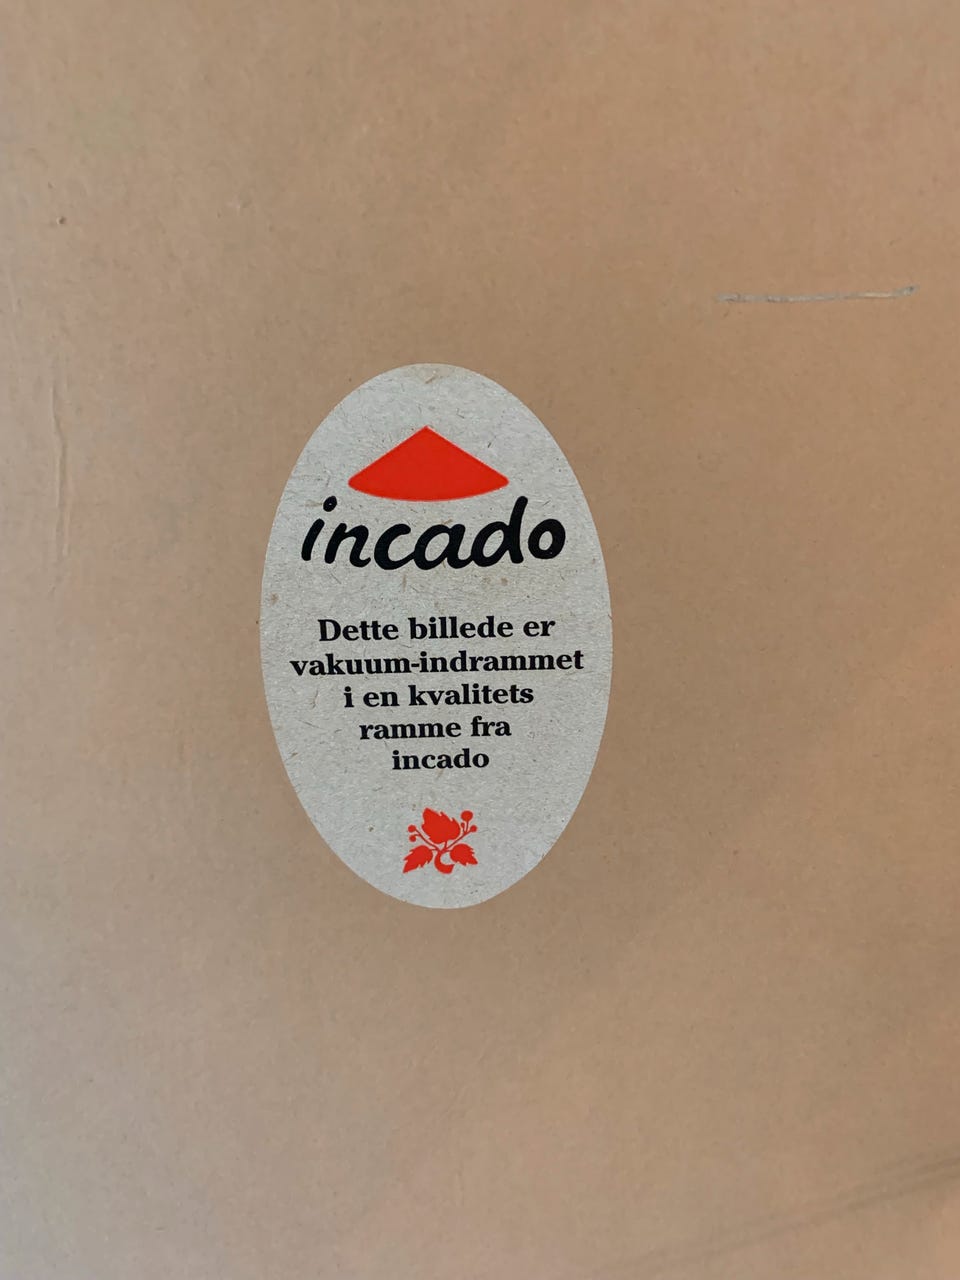 incado
Dette billede er
vakuum-indrammet
i en kvalitets
ramme fra
incado